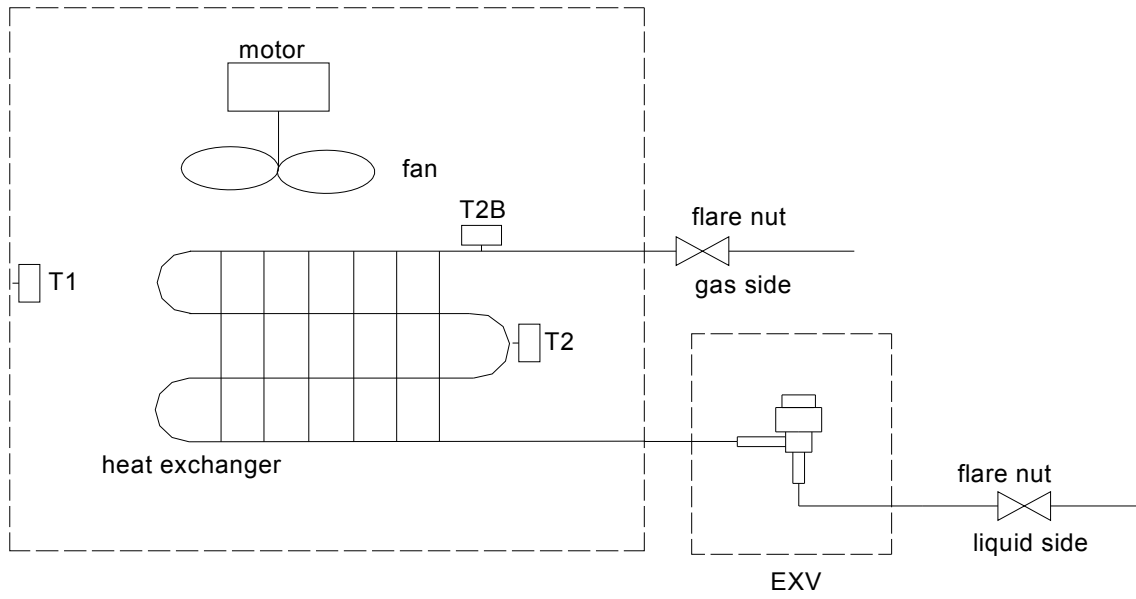 motor
fan
T2B
flare nut
gas side
T1
T2
heat exchanger
flare nut
liquid side
EXV